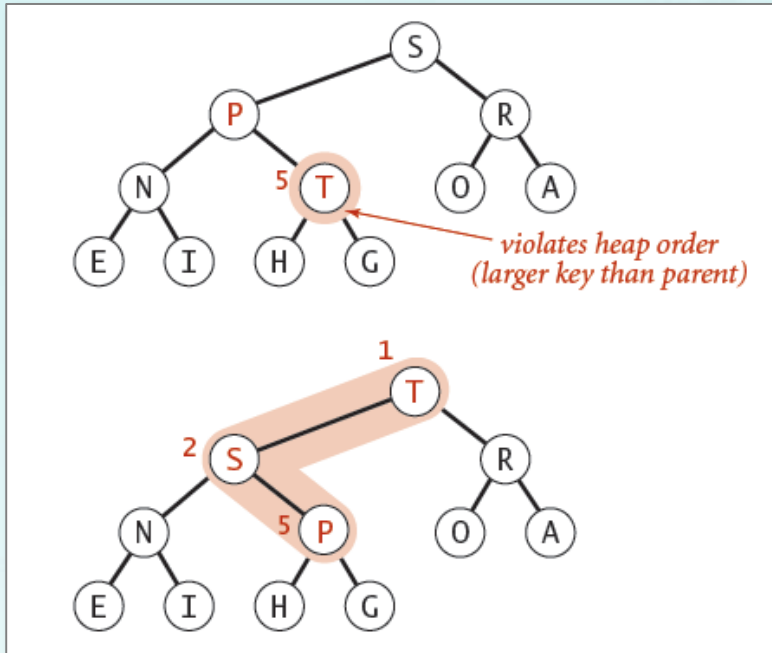 S
P R
N 5 T O A
violates heap order
(larger key than parent)
E I H G
1
T
2 S R
N 5 P O A
E I H G